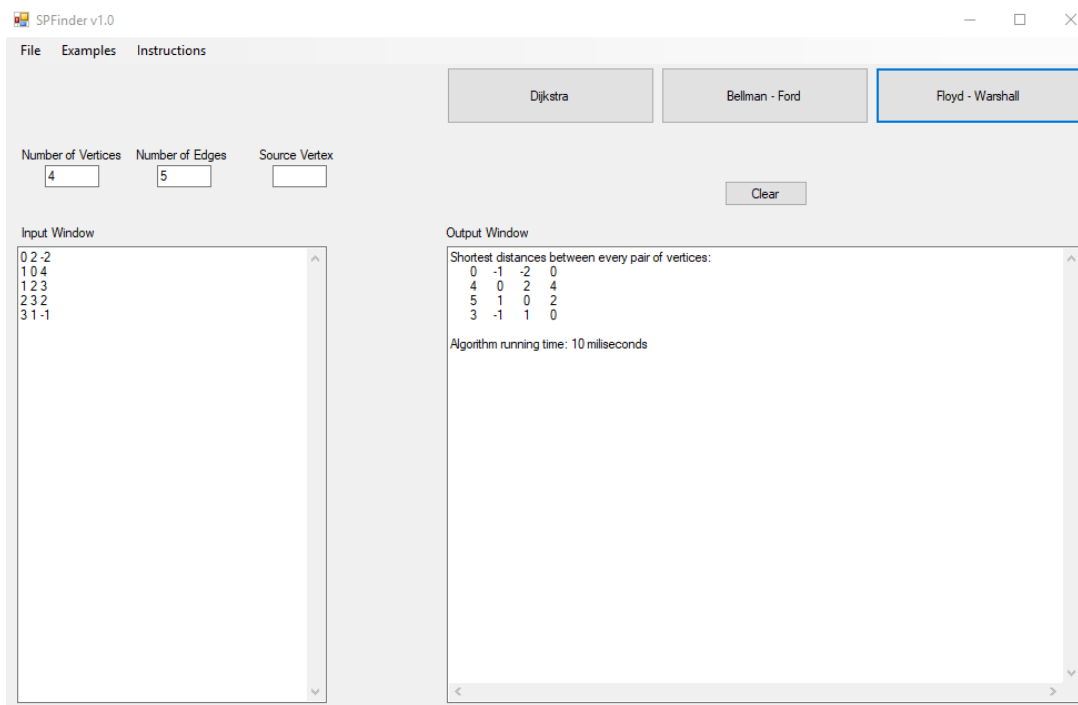 SPFinder v1.0
File Examples Instructions
Dijkstra Bellman - Ford Floyd - Warshall
Number of Vertices Number of Edges Source Vertex
4 5
Clear
Input Window
0 2 -2
1 0 4
1 2 3
2 3 2
3 1 -1
Output Window
Shortest distances between every pair of vertices:
0 -1 -2 0
4 0 2 4
5 1 0 2
3 -1 1 0
Algorithm running time: 10 miliseconds